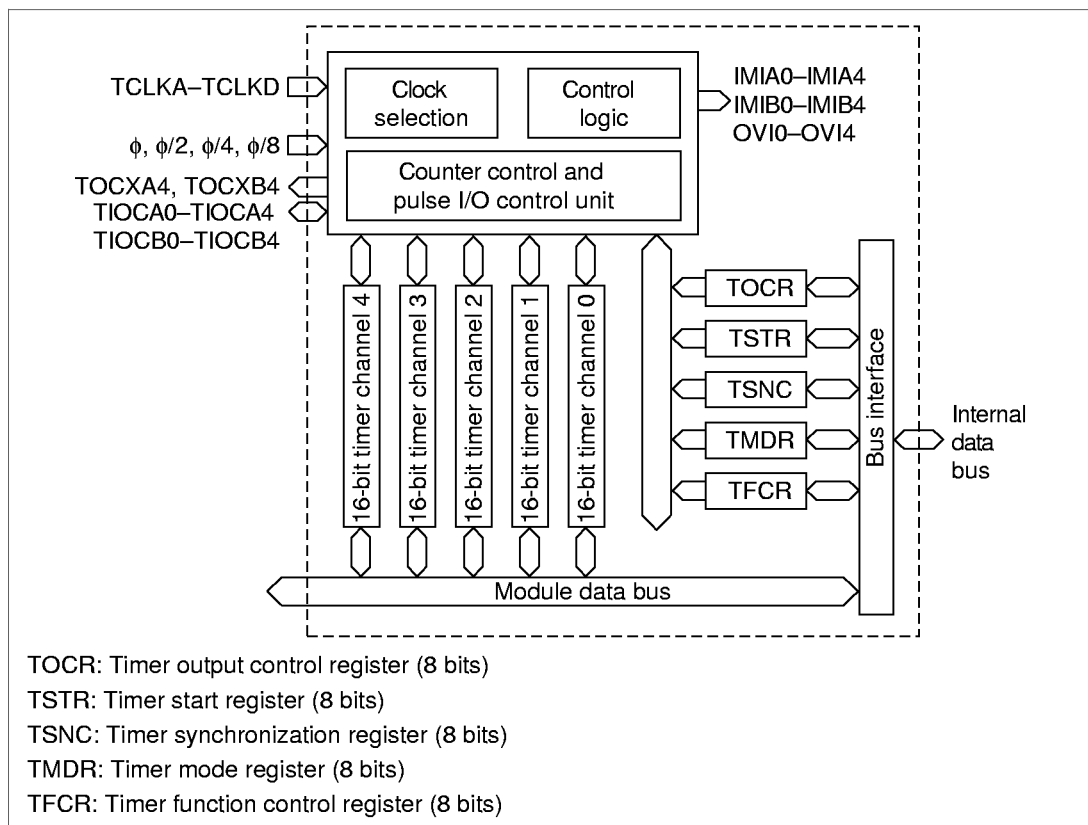 TCLKA–TCLKD
ϕ, ϕ/2, ϕ/4, ϕ/8
TOCXA4, TOCXB4
TIOCA0–TIOCA4
TIOCB0–TIOCB4
Clock
selection
Control
logic
Counter control and
pulse I/O control unit
IMIA0–IMIA4
IMIB0–IMIB4
OVI0–OVI4
16-bit timer channel 4
16-bit timer channel 3
16-bit timer channel 2
16-bit timer channel 1
16-bit timer channel 0
TOCR
TSTR
TSNC
TMDR
TFCR
Bus interface
Internal
data
bus
Module data bus
TOCR: Timer output control register (8 bits)
TSTR: Timer start register (8 bits)
TSNC: Timer synchronization register (8 bits)
TMDR: Timer mode register (8 bits)
TFCR: Timer function control register (8 bits)